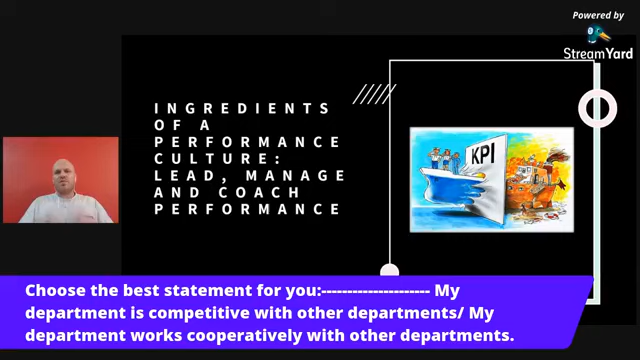 Powered by
StreamYard
INGREDIENTS
OF A
PERFORMANCE
CULTURE:
LEAD, MANAGE
AND COACH
PERFORMANCE
KPI
Choose the best statement for you:--------------------- My
department is competitive with other departments/ My
department works cooperatively with other departments.